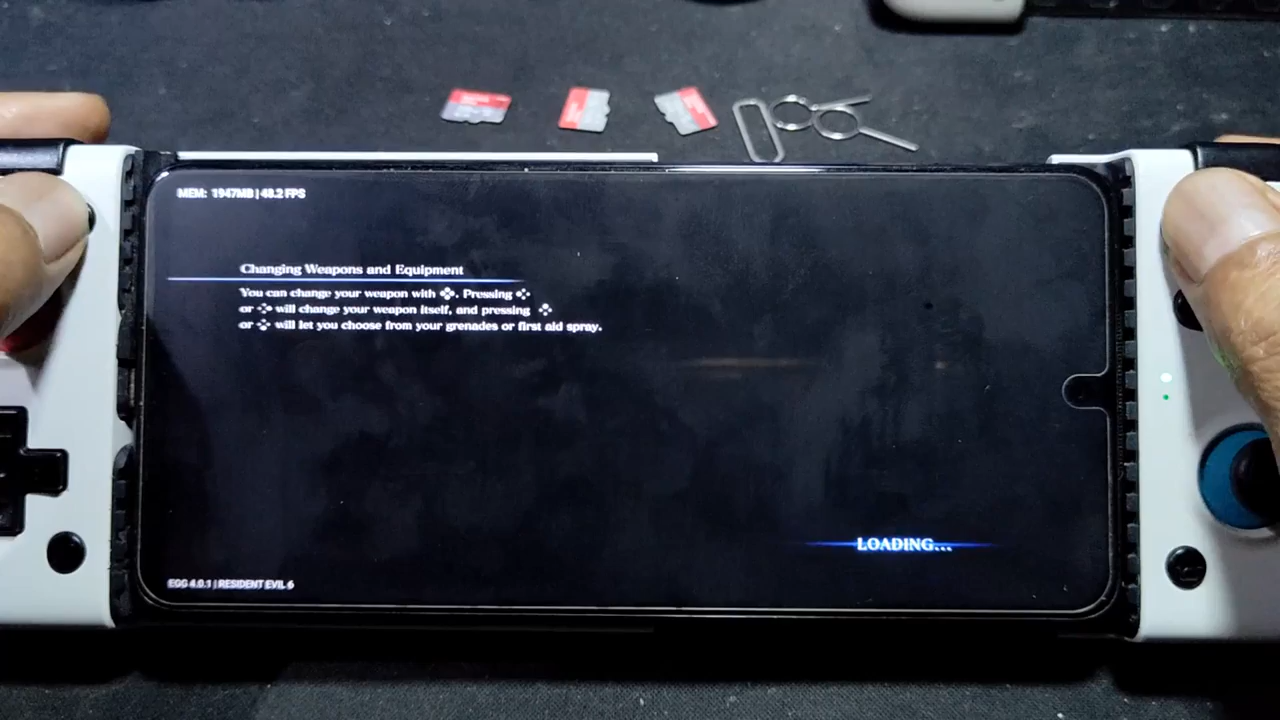 MEM: 1947MB | 48.2 FPS
Changing Weapons and Equipment
You can change your weapon with . Pressing
or will change your weapon itself, and pressing
or will let you choose from your grenades or first aid spray.
LOADING...
EGG 4.0.1 | RESIDENT EVIL 6